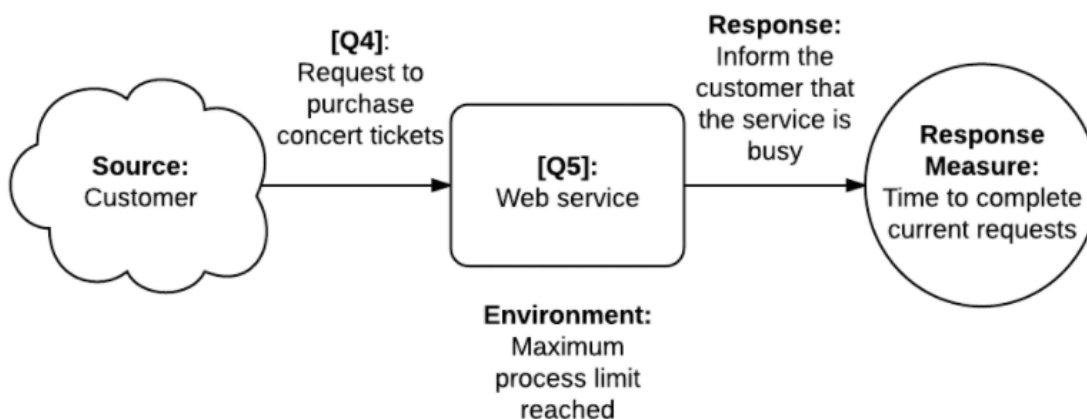 [Q4]:
Request to
purchase
concert tickets
Response:
Inform the
customer that
the service is
busy
Source:
Customer
[Q5]:
Web service
Response
Measure:
Time to complete
current requests
Environment:
Maximum
process limit
reached